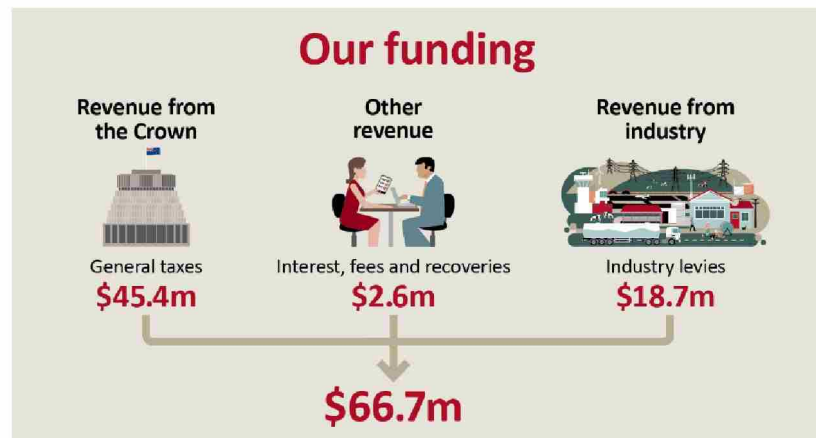 Our funding
Revenue from
the Crown
General taxes
$45.4m
Other
revenue
Interest, fees and recoveries
$2.6m
Revenue from
industry
Industry levies
$18.7m
$66.7m